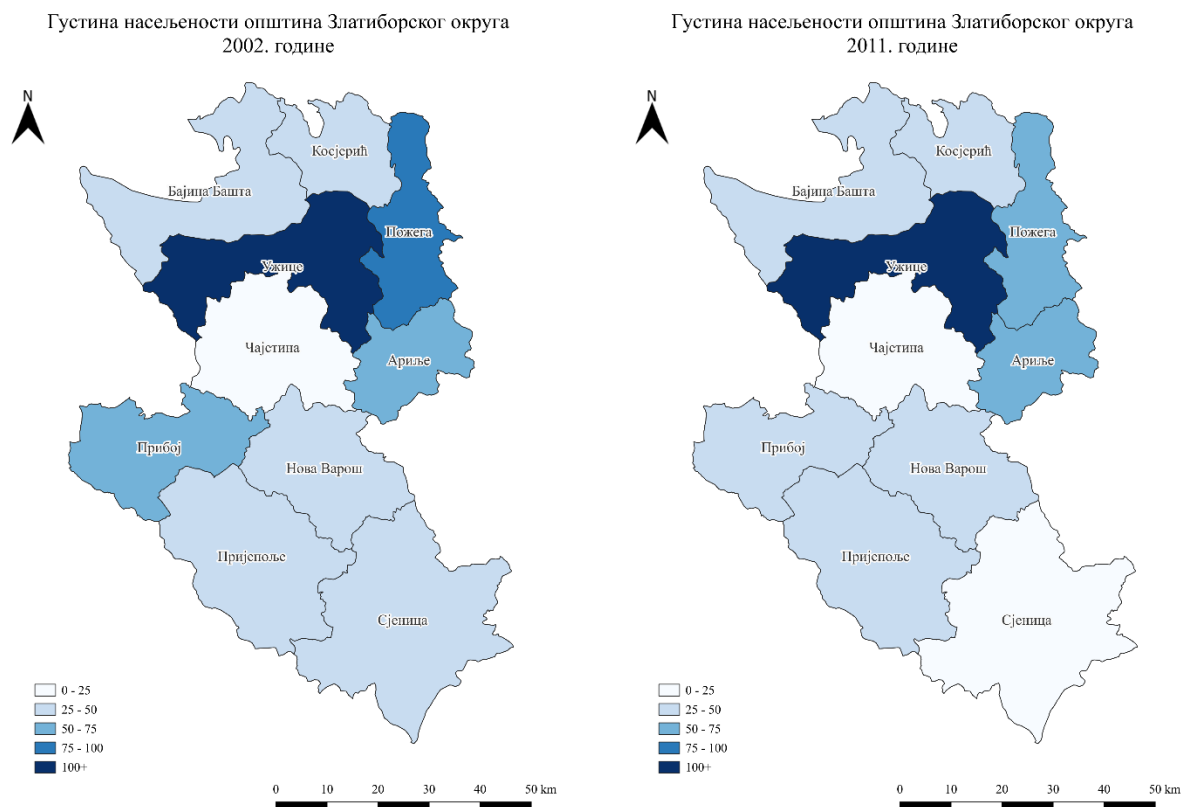 Густина насељености општина Златиборског округа
2002. године
N
Косјерић
Бајина Башта
Пожега
Ужице
Чајетина
Ариље
Прибој
Нова Варош
Пријепоље
Сјеница
0 - 25
25 - 50
50 - 75
75 - 100
100+
0 10 20 30 40 50 km
Густина насељености општина Златиборског округа
2011. године
N
Косјерић
Бајина Башта
Пожега
Ужице
Чајетина
Ариље
Прибој
Нова Варош
Пријепоље
Сјеница
0 - 25
25 - 50
50 - 75
75 - 100
100+
0 10 20 30 40 50 km